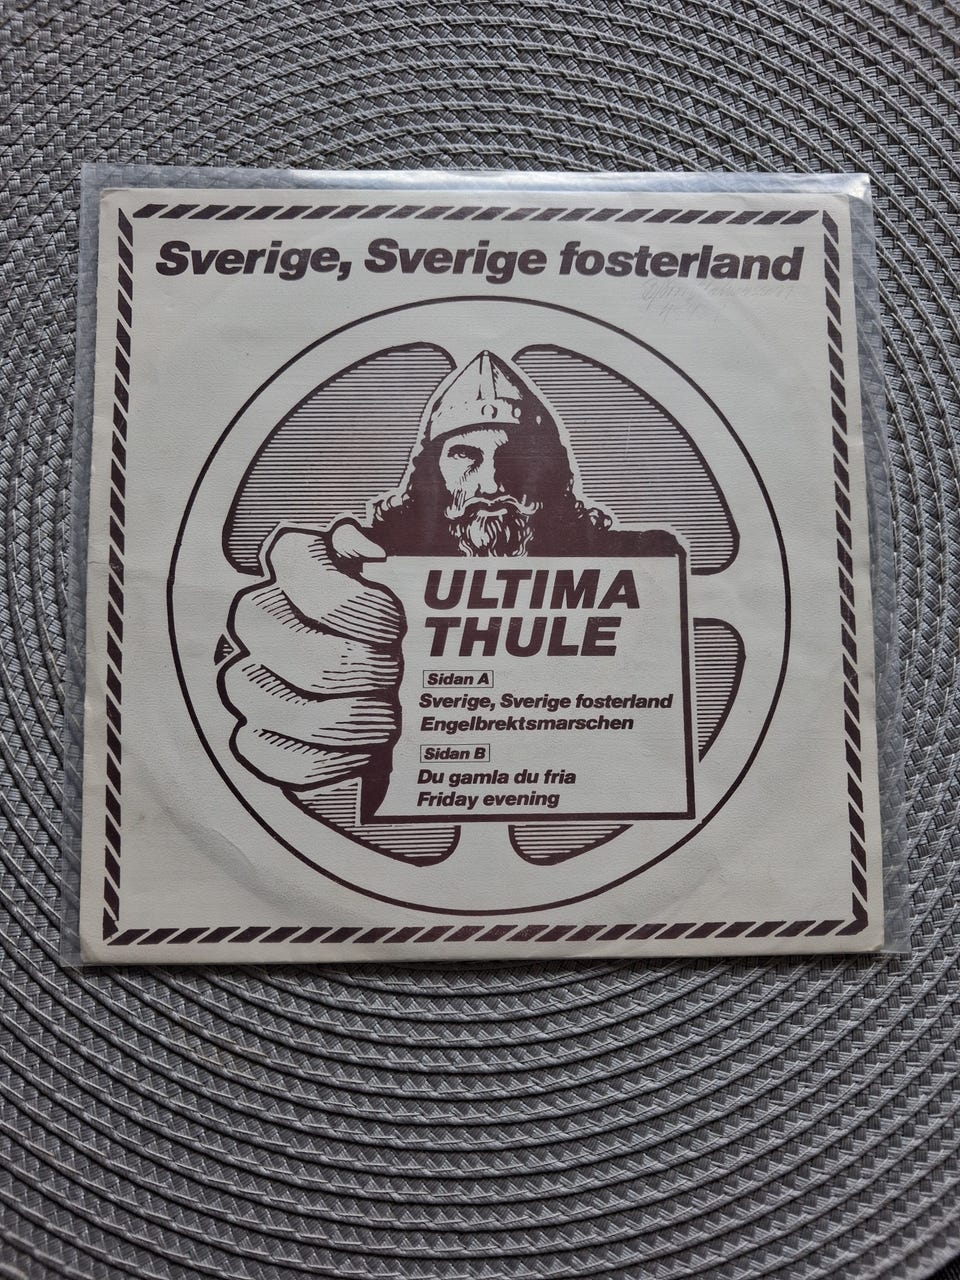 Sverige, Sverige fosterland
ULTIMA
THULE
Sidan A
Sverige, Sverige fosterland
Engelbrektsmarschen
Sidan B
Du gamla du fria
Friday evening